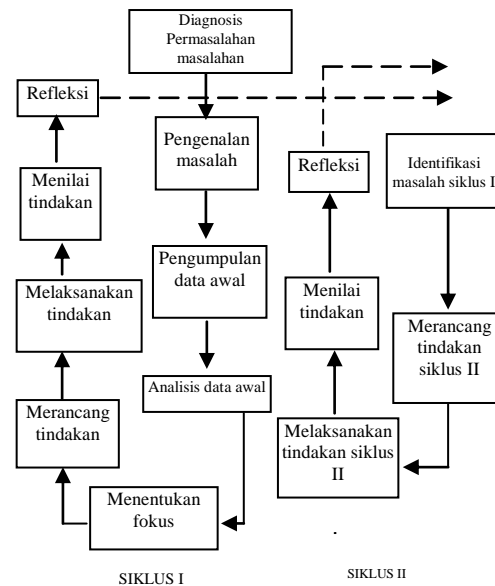 Diagnosis
Permasalahan
masalahan
Refleksi
Pengenalan
masalah
Menilai
tindakan
Pengumpulan
data awal
Melaksanakan
tindakan
Analisis data awal
Merancang
tindakan
Menentukan
fokus
SIKLUS I
Refleksi
Identifikasi
masalah siklus I
Menilai
tindakan
Merancang
tindakan
siklus II
Melaksanakan
tindakan siklus
II
.
SIKLUS II